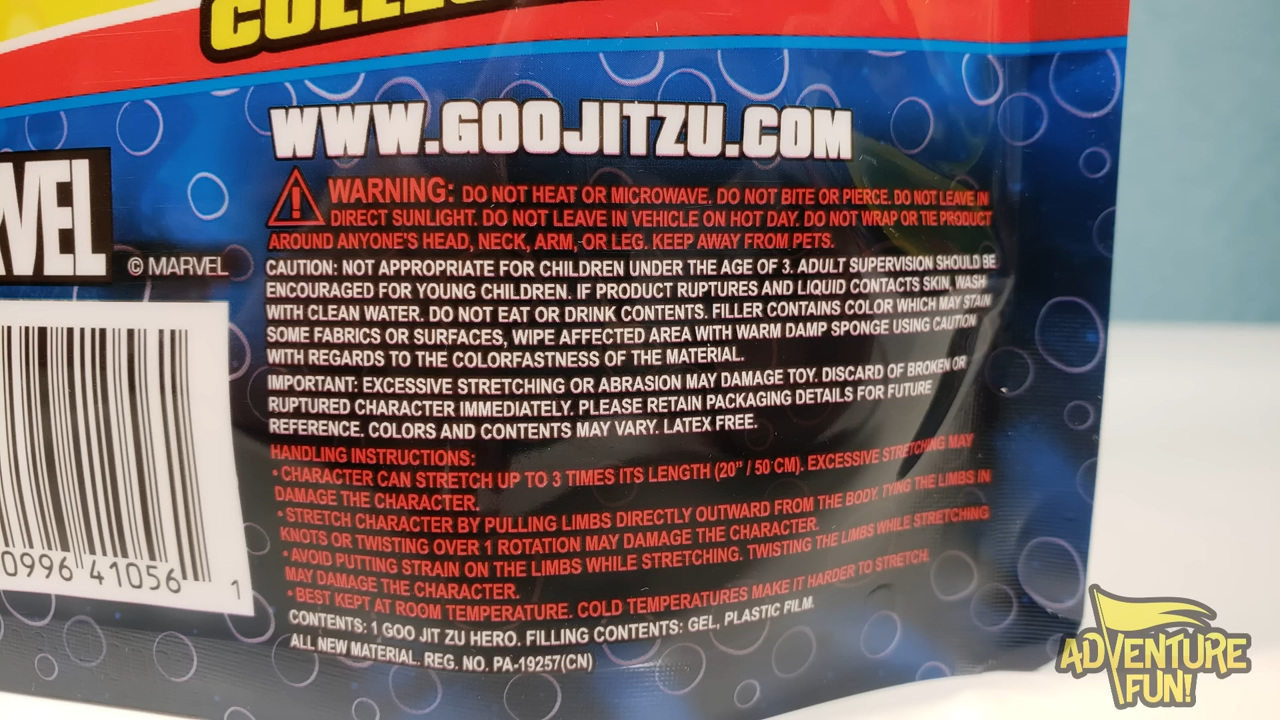 WWW.GOOJITZU.COM
WARNING: DO NOT HEAT OR MICROWAVE. DO NOT BITE OR PIERCE. DO NOT LEAVE IN
DIRECT SUNLIGHT. DO NOT LEAVE IN VEHICLE ON HOT DAY. DO NOT WRAP OR TIE PRODUCT
AROUND ANYONE'S HEAD, NECK, ARM, OR LEG. KEEP AWAY FROM PETS.
© MARVEL
CAUTION: NOT APPROPRIATE FOR CHILDREN UNDER THE AGE OF 3. ADULT SUPERVISION SHOULD BE
ENCOURAGED FOR YOUNG CHILDREN. IF PRODUCT RUPTURES AND LIQUID CONTACTS SKIN, WASH
WITH CLEAN WATER. DO NOT EAT OR DRINK CONTENTS. FILLER CONTAINS COLOR WHICH MAY STAIN
SOME FABRICS OR SURFACES, WIPE AFFECTED AREA WITH WARM DAMP SPONGE USING CAUTION
WITH REGARDS TO THE COLORFASTNESS OF THE MATERIAL.
IMPORTANT: EXCESSIVE STRETCHING OR ABRASION MAY DAMAGE TOY. DISCARD OF BROKEN OR
RUPTURED CHARACTER IMMEDIATELY. PLEASE RETAIN PACKAGING DETAILS FOR FUTURE
REFERENCE. COLORS AND CONTENTS MAY VARY. LATEX FREE.
HANDLING INSTRUCTIONS:
• CHARACTER CAN STRETCH UP TO 3 TIMES ITS LENGTH (20" / 50 CM). EXCESSIVE STRETCHING MAY
DAMAGE THE CHARACTER.
• STRETCH CHARACTER BY PULLING LIMBS DIRECTLY OUTWARD FROM THE BODY. TYING THE LIMBS IN
KNOTS OR TWISTING OVER 1 ROTATION MAY DAMAGE THE CHARACTER.
• AVOID PUTTING STRAIN ON THE LIMBS WHILE STRETCHING. TWISTING THE LIMBS WHILE STRETCHING
MAY DAMAGE THE CHARACTER.
• BEST KEPT AT ROOM TEMPERATURE. COLD TEMPERATURES MAKE IT HARDER TO STRETCH.
CONTENTS: 1 GOO JIT ZU HERO. FILLING CONTENTS: GEL, PLASTIC FILM.
ALL NEW MATERIAL. REG. NO. PA-19257(CN)
0996 41056 1
ADVENTURE
FUN!